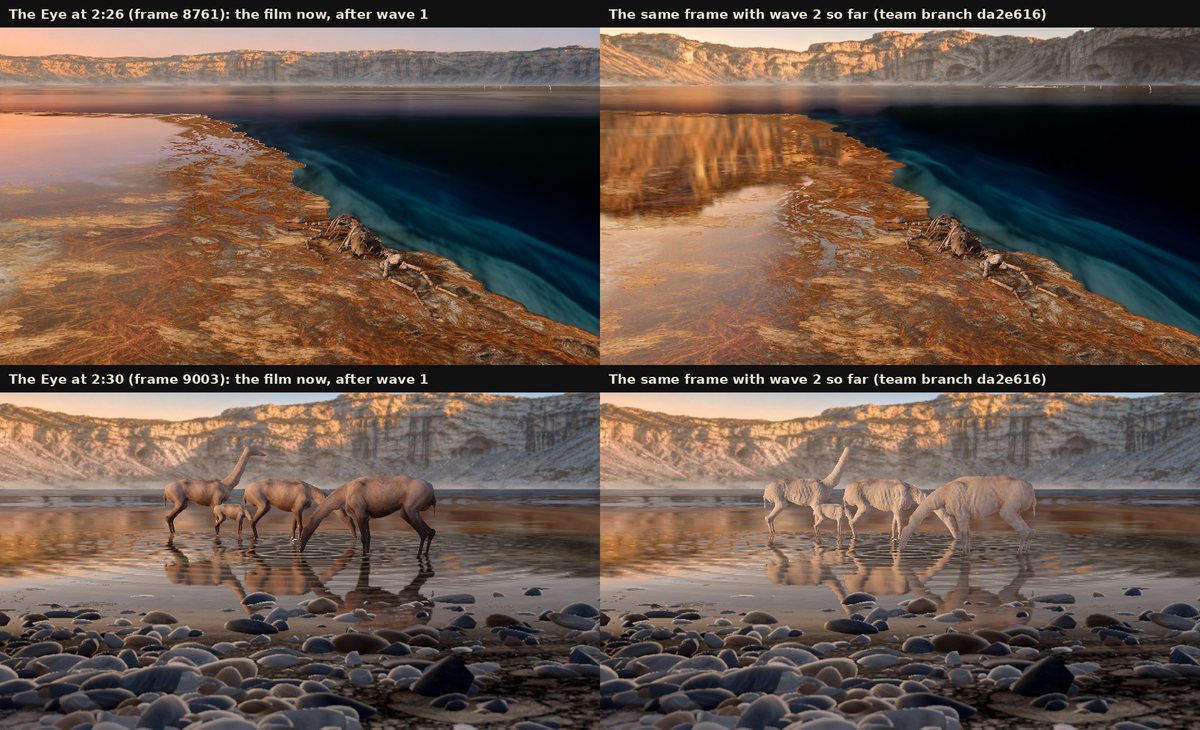 The Eye at 2:26 (frame 8761): the film now, after wave 1
The same frame with wave 2 so far (team branch da2e616)
The Eye at 2:30 (frame 9003): the film now, after wave 1
The same frame with wave 2 so far (team branch da2e616)